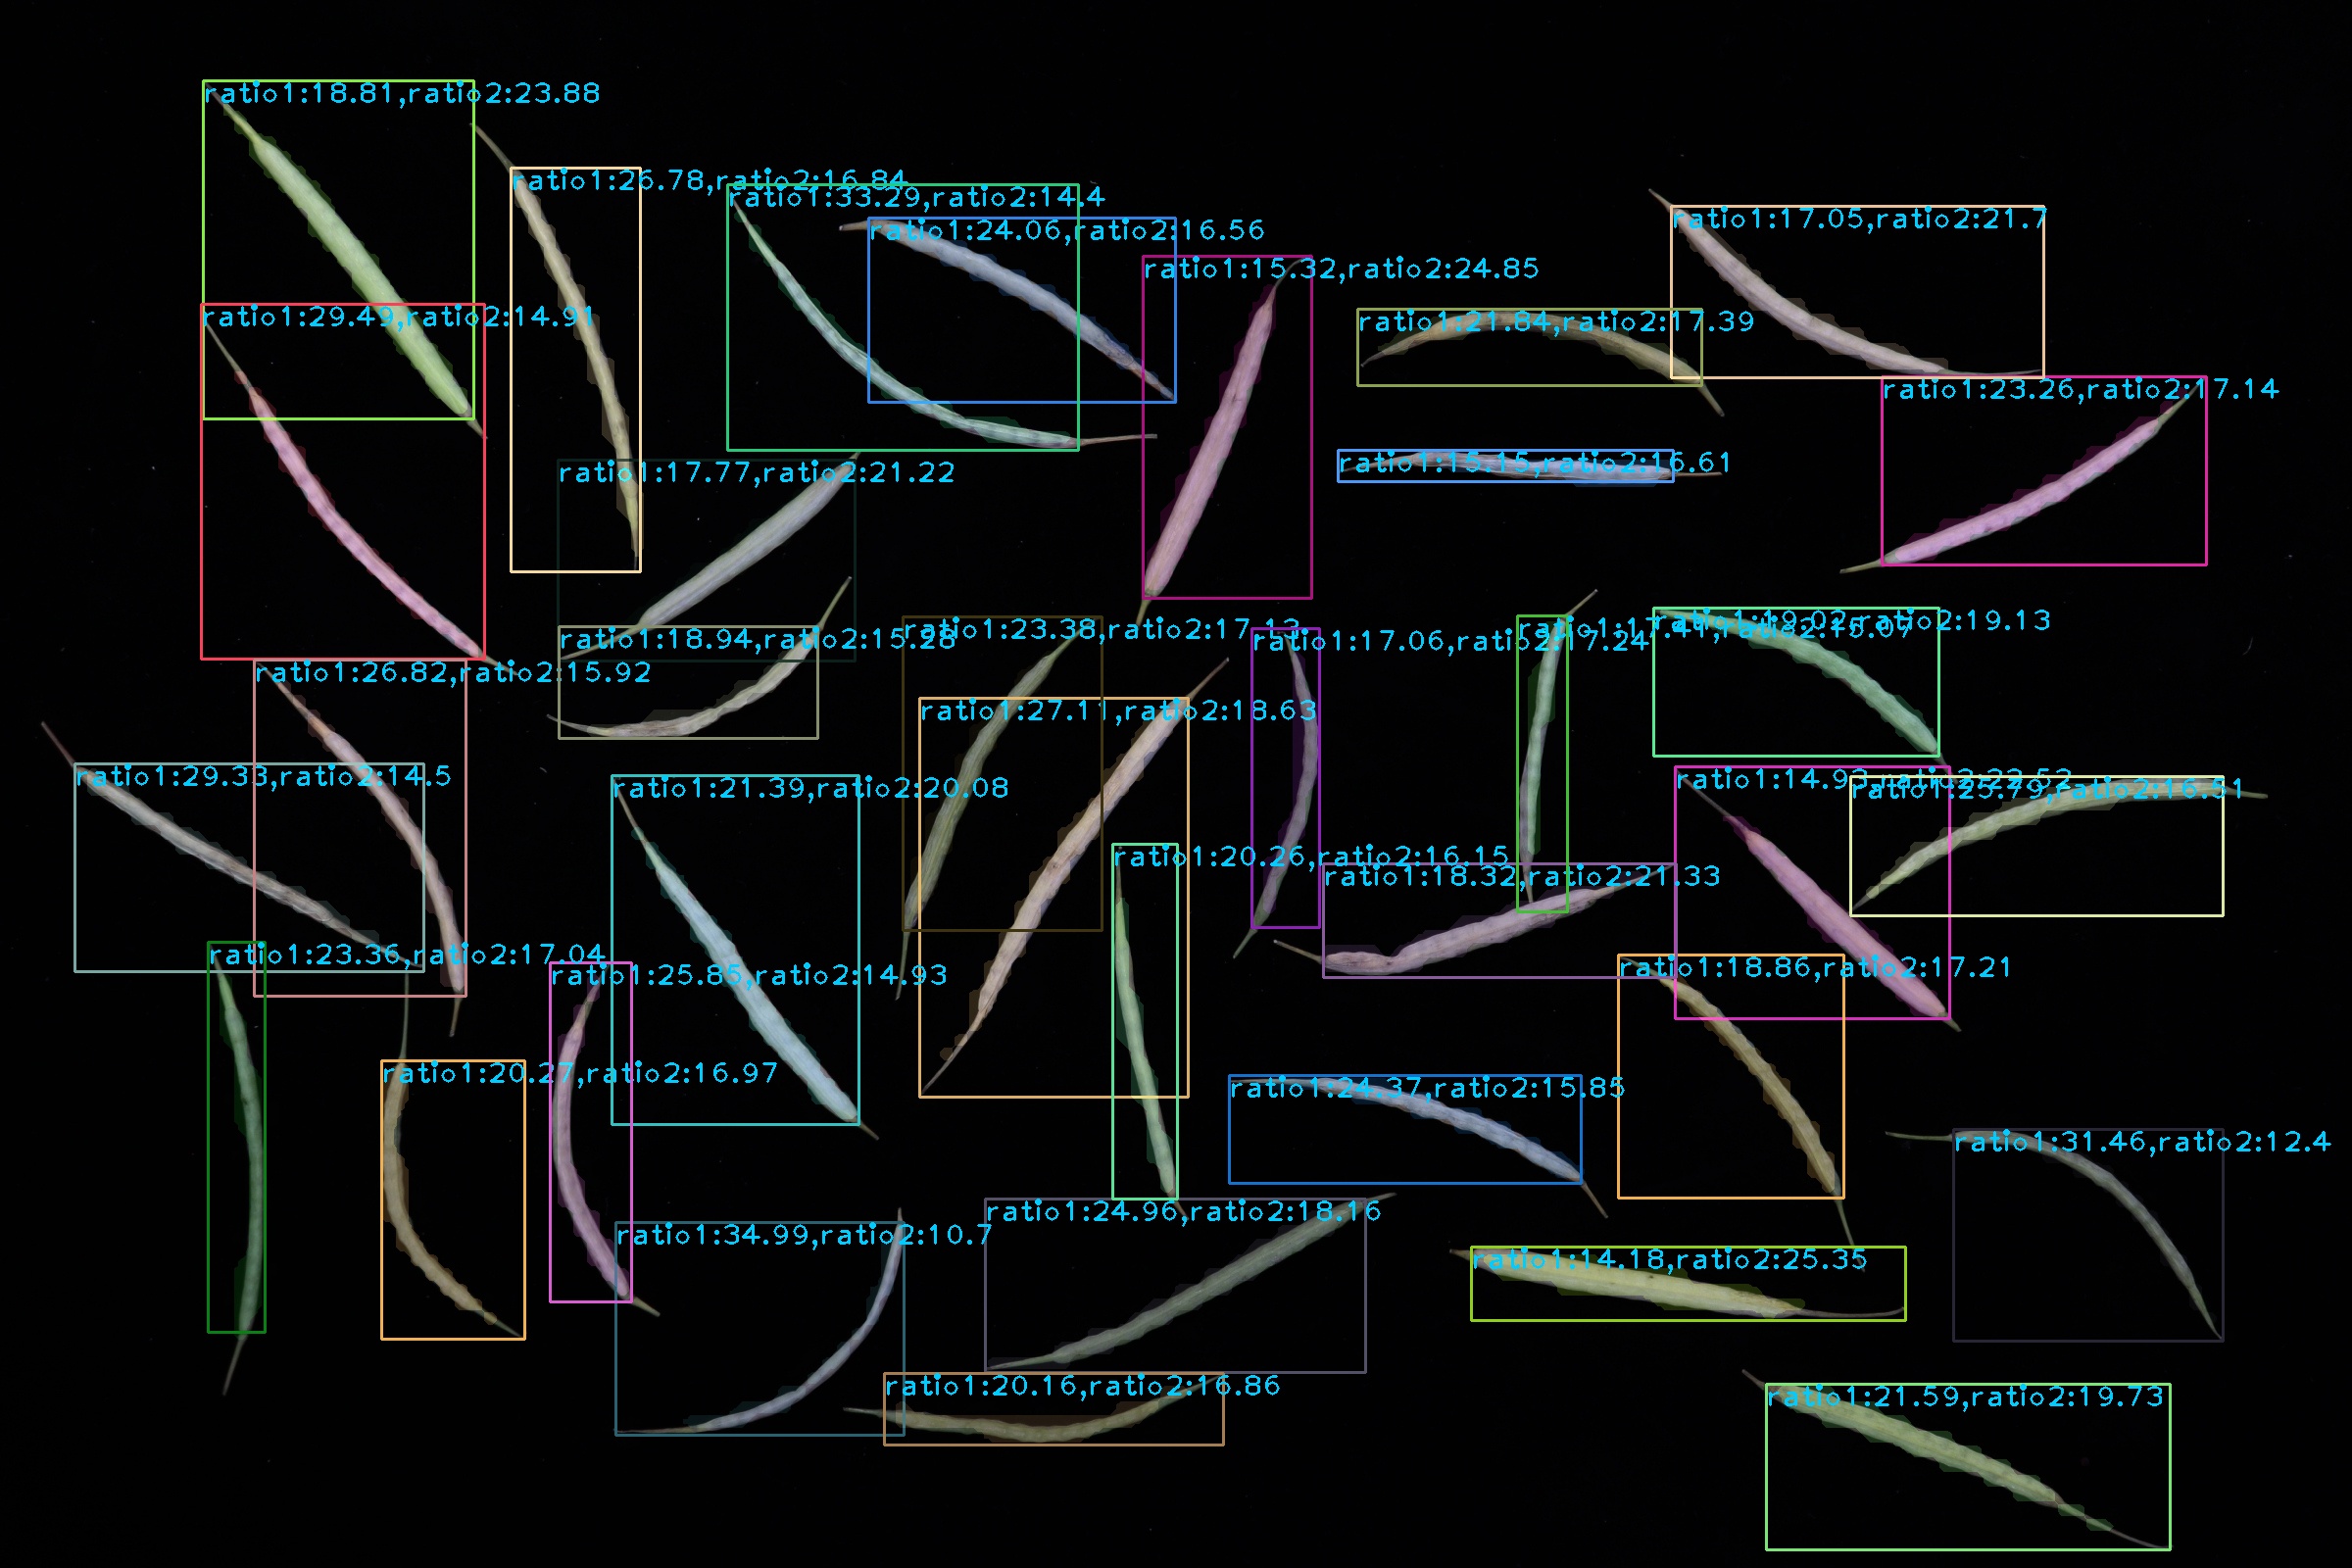 ratio1:18.81,ratio2:23.88
ratio1:26.78,ratio2:16.84
ratio1:33.29,ratio2:14.4
ratio1:24.06,ratio2:16.56
ratio1:17.05,ratio2:21.7
ratio1:15.32,ratio2:24.85
ratio1:29.49,ratio2:14.91
ratio1:21.84,ratio2:17.39
ratio1:23.26,ratio2:17.14
ratio1:17.77,ratio2:21.22
ratio1:15.15,ratio2:16.61
ratio1:18.94,ratio2:15.28
ratio1:23.38,ratio2:17.13
ratio1:17.06,ratio2:17.24
ratio1:19.02,ratio2:19.13
ratio1:26.82,ratio2:15.92
ratio1:27.11,ratio2:18.63
ratio1:29.33,ratio2:14.5
ratio1:21.39,ratio2:20.08
ratio1:14.93,ratio2:22.52
ratio1:25.79,ratio2:16.51
ratio1:20.26,ratio2:16.15
ratio1:18.32,ratio2:21.33
ratio1:23.36,ratio2:17.04
ratio1:25.85,ratio2:14.93
ratio1:18.86,ratio2:17.21
ratio1:20.27,ratio2:16.97
ratio1:24.37,ratio2:15.85
ratio1:31.46,ratio2:12.4
ratio1:24.96,ratio2:18.16
ratio1:34.99,ratio2:10.7
ratio1:14.18,ratio2:25.35
ratio1:20.16,ratio2:16.86
ratio1:21.59,ratio2:19.73